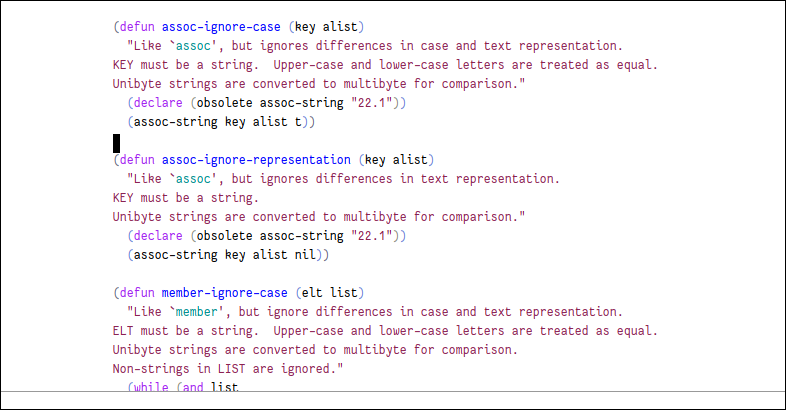 (defun assoc-ignore-case (key alist)
  "Like `assoc', but ignores differences in case and text representation.
KEY must be a string.  Upper-case and lower-case letters are treated as equal.
Unibyte strings are converted to multibyte for comparison."
  (declare (obsolete assoc-string "22.1"))
  (assoc-string key alist t))
(defun assoc-ignore-representation (key alist)
  "Like `assoc', but ignores differences in text representation.
KEY must be a string.
Unibyte strings are converted to multibyte for comparison."
  (declare (obsolete assoc-string "22.1"))
  (assoc-string key alist nil))
(defun member-ignore-case (elt list)
  "Like `member', but ignore differences in case and text representation.
ELT must be a string.  Upper-case and lower-case letters are treated as equal.
Unibyte strings are converted to multibyte for comparison.
Non-strings in LIST are ignored."
  (while (and list